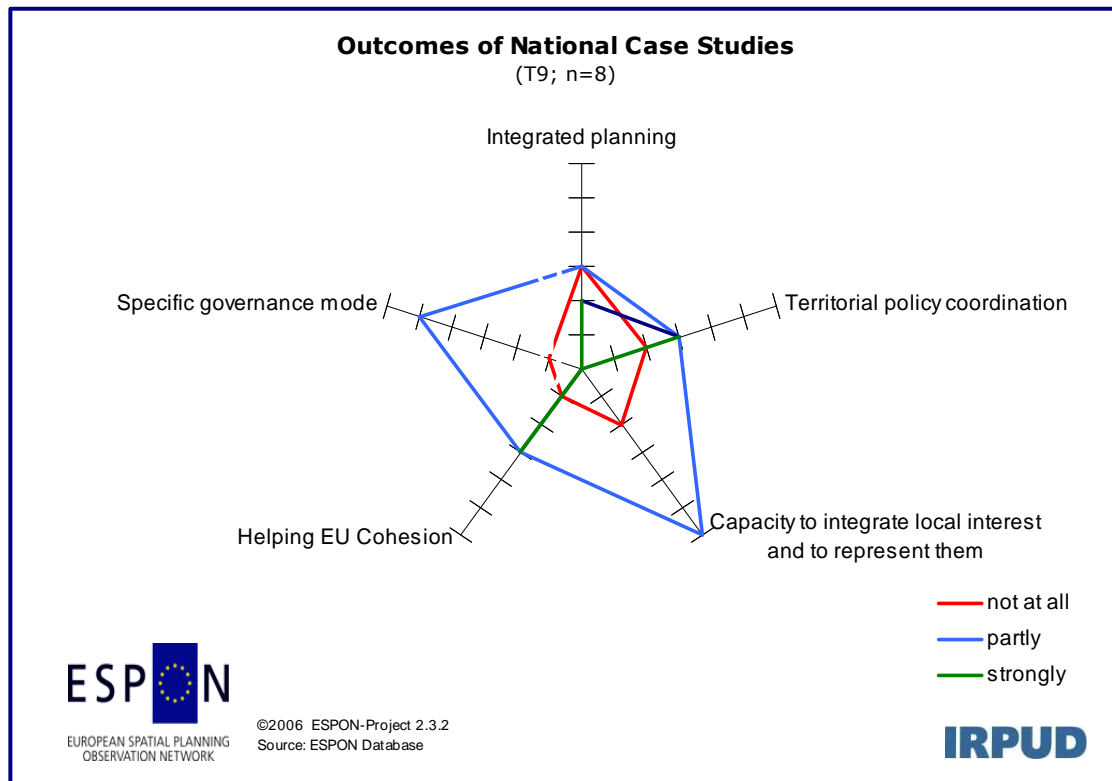 Outcomes of National Case Studies
(T9; n=8)
Integrated planning
Specific governance mode
Territorial policy coordination
Helping EU Cohesion
Capacity to integrate local interest
and to represent them
not at all
partly
strongly
ESPON
EUROPEAN SPATIAL PLANNING
OBSERVATION NETWORK
©2006 ESPON-Project 2.3.2
Source: ESPON Database
IRPUD